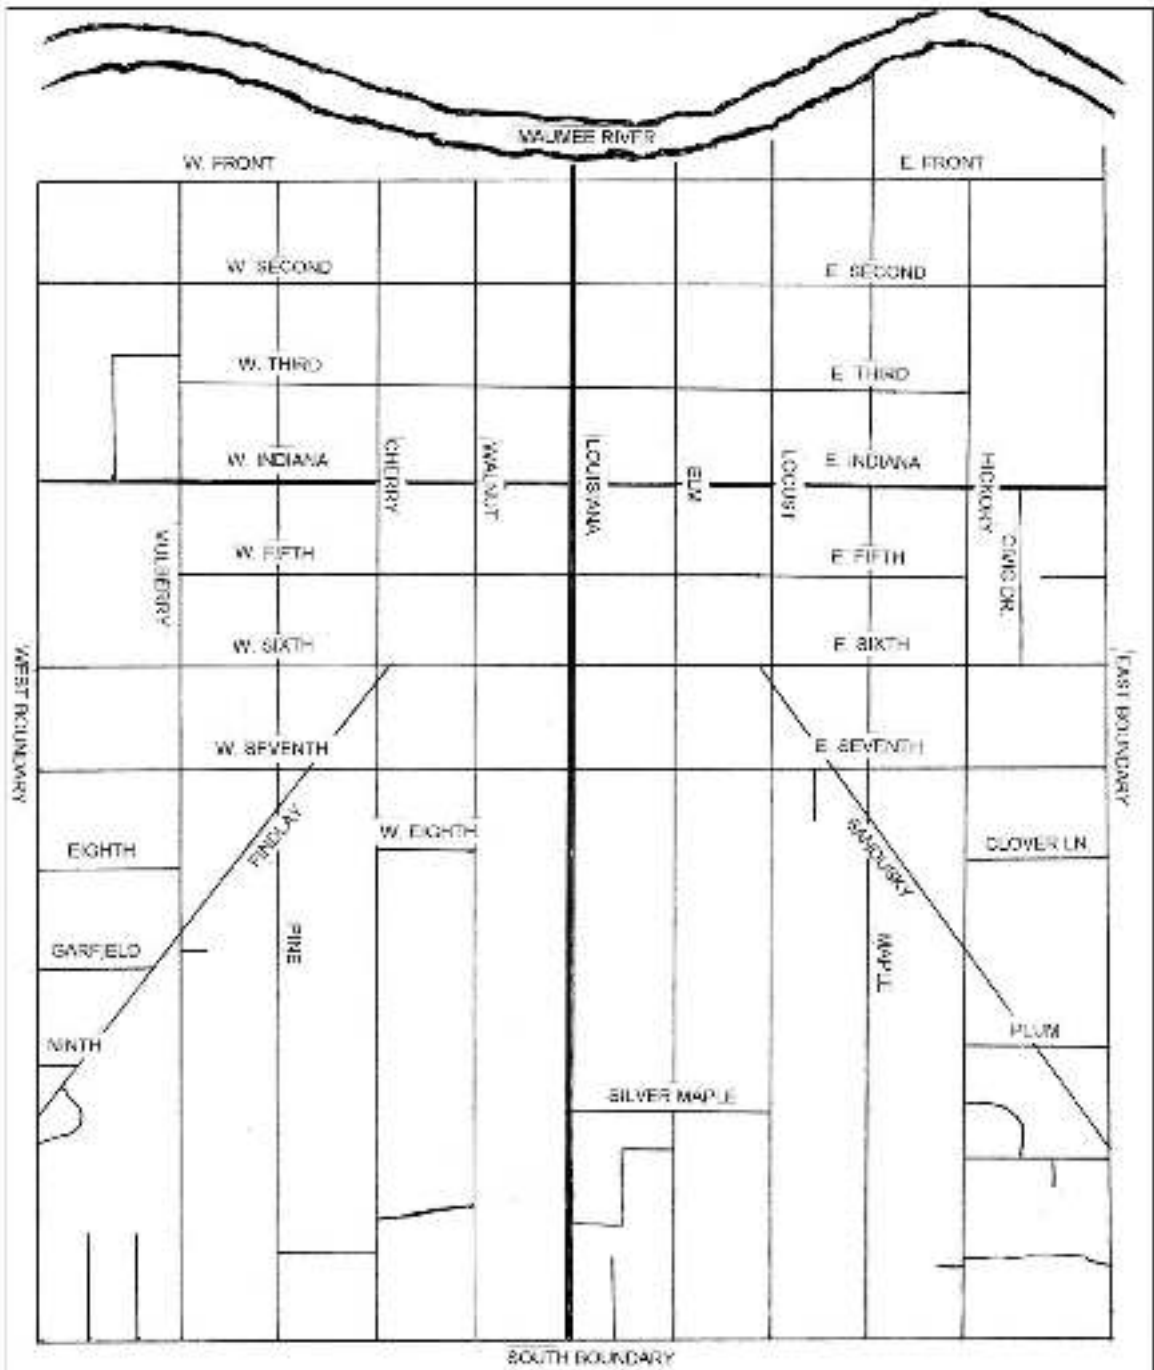 MAUMEE RIVER
W. FRONT
E. FRONT
W. SECOND
E. SECOND
W. THIRD
E. THIRD
W. INDIANA
E. INDIANA
CHERRY
WALNUT
LOUISIANA
ELM
LOCUST
HICKORY
MULBERRY
W. FIFTH
E. FIFTH
CIVIC DR.
W. SIXTH
E. SIXTH
WEST BOUNDARY
EAST BOUNDARY
W. SEVENTH
E. SEVENTH
FINDLAY
W. EIGHTH
SANDUSKY
EIGHTH
CLOVER LN.
GARFIELD
PINE
MAPLE
NINTH
PLUM
SILVER MAPLE
SOUTH BOUNDARY